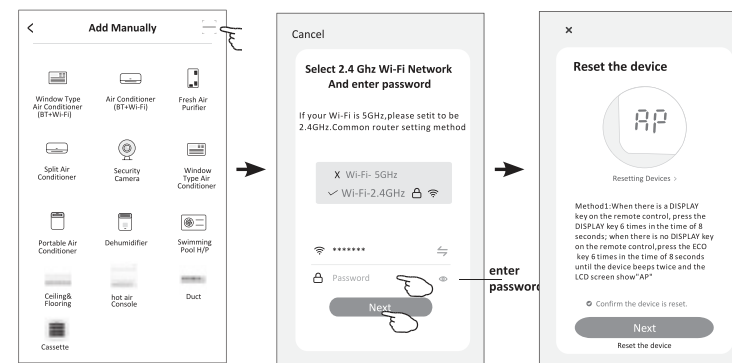 Add Manually
Window Type
Air Conditioner
(BT+Wi-Fi)
Air Conditioner
(BT+Wi-Fi)
Fresh Air
Purifier
Split Air
Conditioner
Security
Camera
Window
Type Air
Conditioner
Portable Air
Conditioner
Dehumidifier
Swimming
Pool H/P
Ceiling&
Flooring
hot air
Console
Duct
Cassette
Cancel
Select 2.4 Ghz Wi-Fi Network
And enter password
If your Wi-Fi is 5GHz,please setit to be
2.4GHz.Common router setting method
X Wi-Fi- 5GHz
Wi-Fi-2.4GHz
*******
Password
Next
enter
password
Reset the device
AP
Resetting Devices >
Method1:When there is a DISPLAY
key on the remote control, press the
DISPLAY key 6 times in the time of 8
seconds; when there is no DISPLAY key
on the remote control,press the ECO
key 6 times in the time of 8 seconds
until the device beeps twice and the
LCD screen show"AP"
Confirm the device is reset.
Next
Reset the device